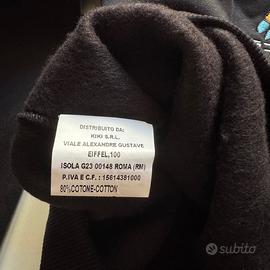 DISTRIBUITO DA:
KIKI S.R.L.
VIALE ALEXANDRE GUSTAVE
EIFFEL,100
ISOLA G23 00148 ROMA (RM)
P.IVA E C.F. : 15614381000
80%COTONE-COTTON
subito